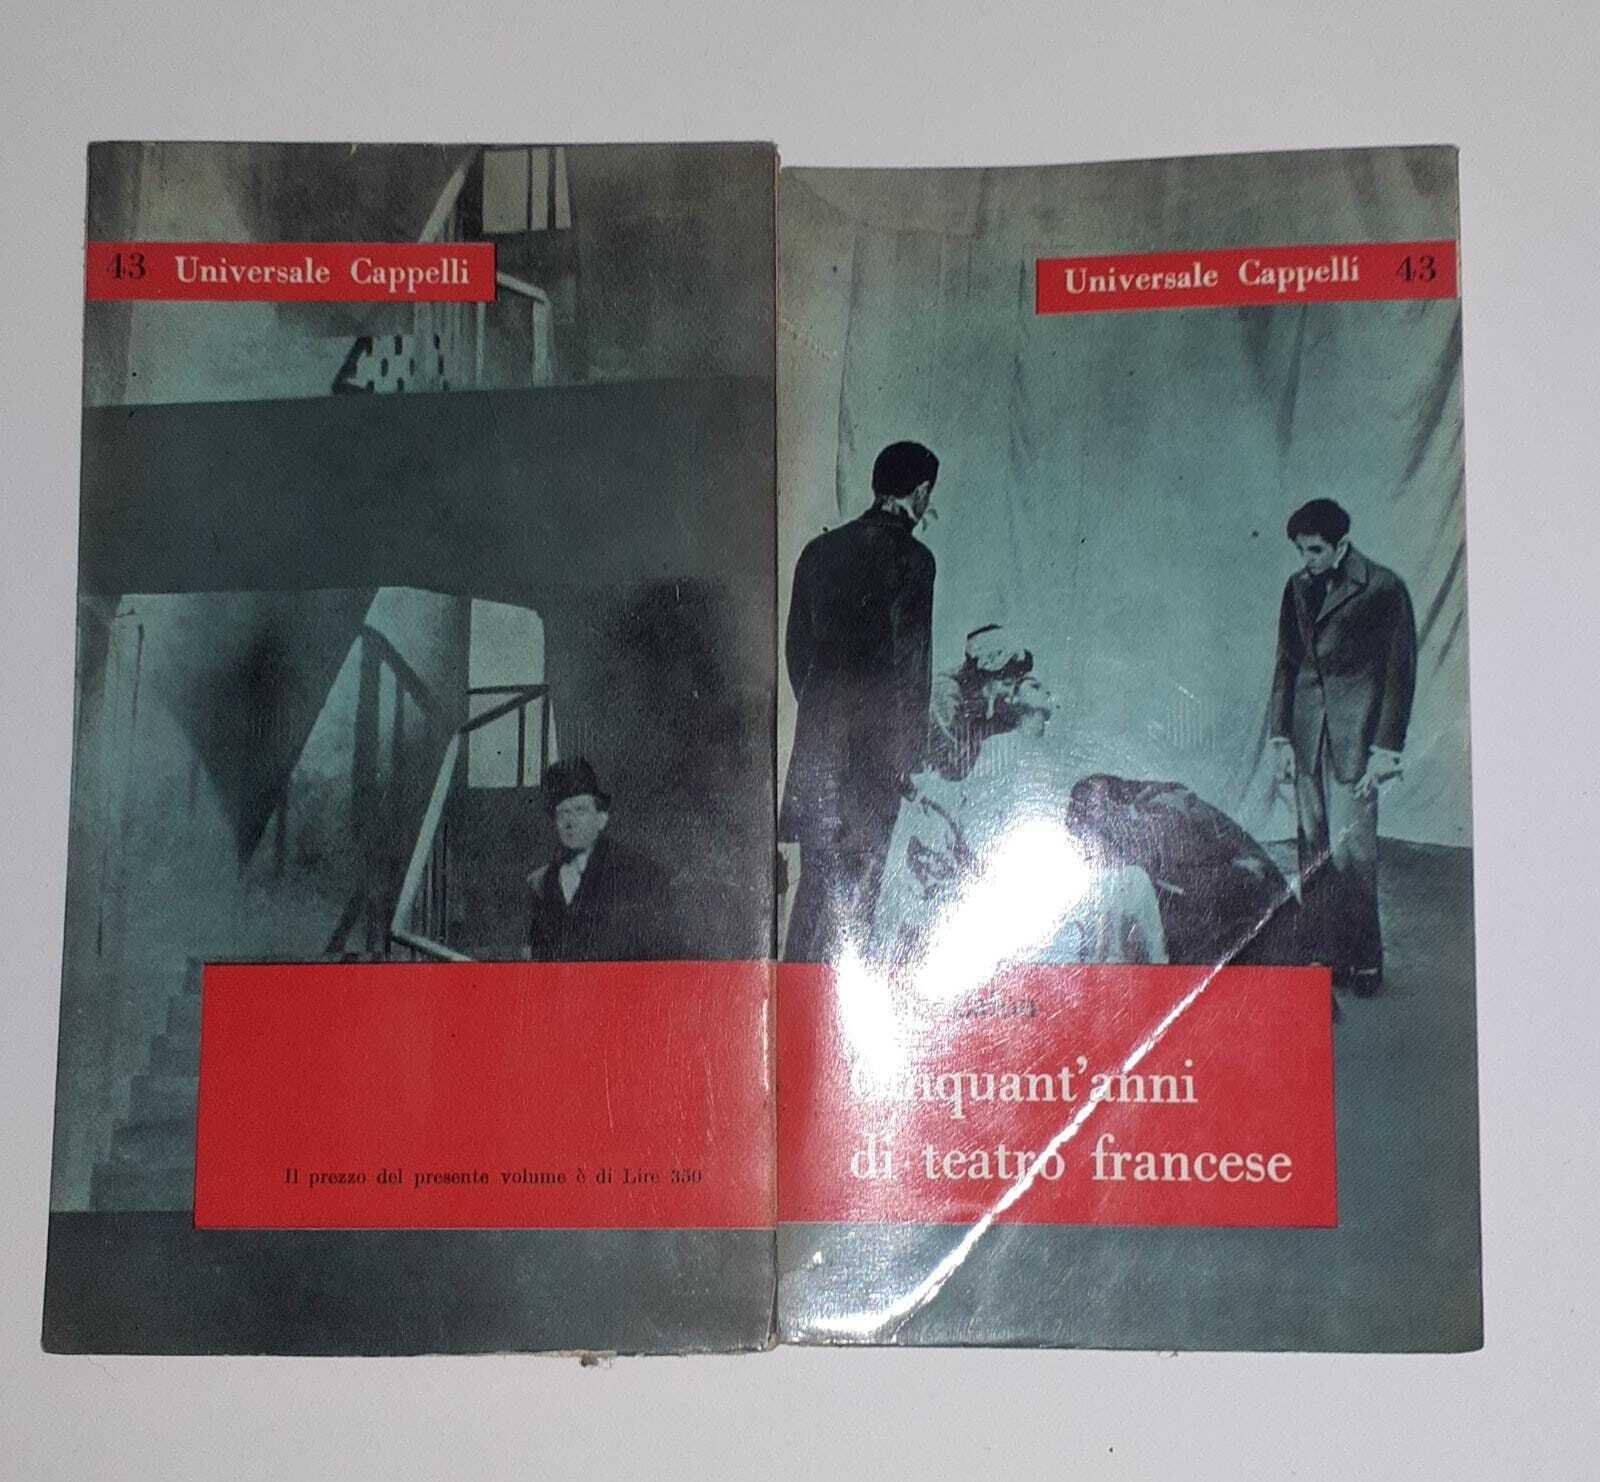 43 Universale Cappelli
Il prezzo del presente volume è di Lire 350
Universale Cappelli 43
Cinquant'anni
di teatro francese